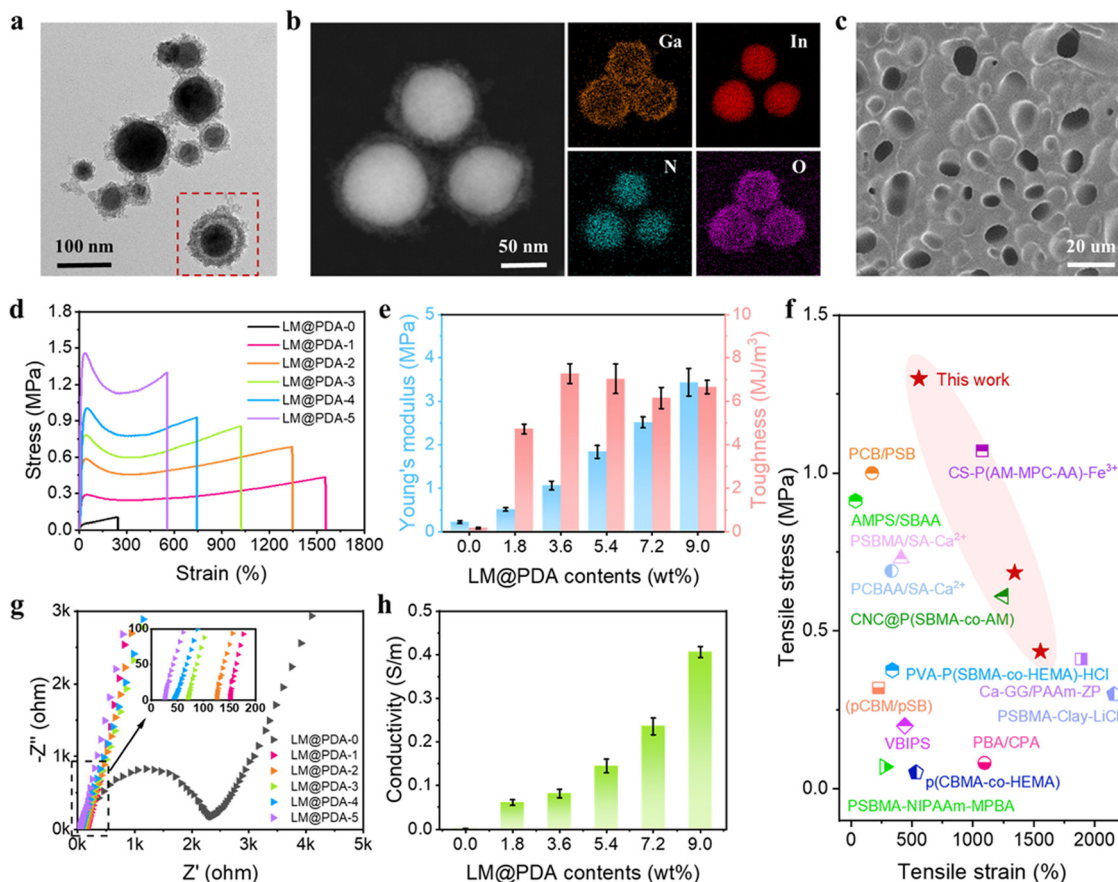 a
100 nm
b
50 nm
Ga
In
N
O
c
20 um
d
1.8
1.5
1.2
0.9
0.6
0.3
0.0
Stress (MPa)
0 300 600 900 1200 1500 1800
Strain (%)
LM@PDA-0
LM@PDA-1
LM@PDA-2
LM@PDA-3
LM@PDA-4
LM@PDA-5
e
5
4
3
2
1
0
Young's modulus (MPa)
10
8
6
4
2
0
Toughness (MJ/m³)
0.0 1.8 3.6 5.4 7.2 9.0
LM@PDA contents (wt%)
f
1.5
1.0
0.5
0.0
Tensile stress (MPa)
This work
PCB/PSB
CS-P(AM-MPC-AA)-Fe³⁺
AMPS/SBAA
PSBMA/SA-Ca²⁺
PCBAA/SA-Ca²⁺
CNC@P(SBMA-co-AM)
PVA-P(SBMA-co-HEMA)-HCl
Ca-GG/PAAm-ZP
(pCBM/pSB)
PSBMA-Clay-LiCl
VBIPS
PBA/CPA
p(CBMA-co-HEMA)
PSBMA-NIPAAm-MPBA
0 500 1000 1500 2000
Tensile strain (%)
g
3k
2k
1k
0k
-Z'' (ohm)
100
50
0
0 50 100 150 200
LM@PDA-0
LM@PDA-1
LM@PDA-2
LM@PDA-3
LM@PDA-4
LM@PDA-5
0k 1k 2k 3k 4k 5k
Z' (ohm)
h
0.5
0.4
0.3
0.2
0.1
0.0
Conductivity (S/m)
0.0 1.8 3.6 5.4 7.2 9.0
LM@PDA contents (wt%)